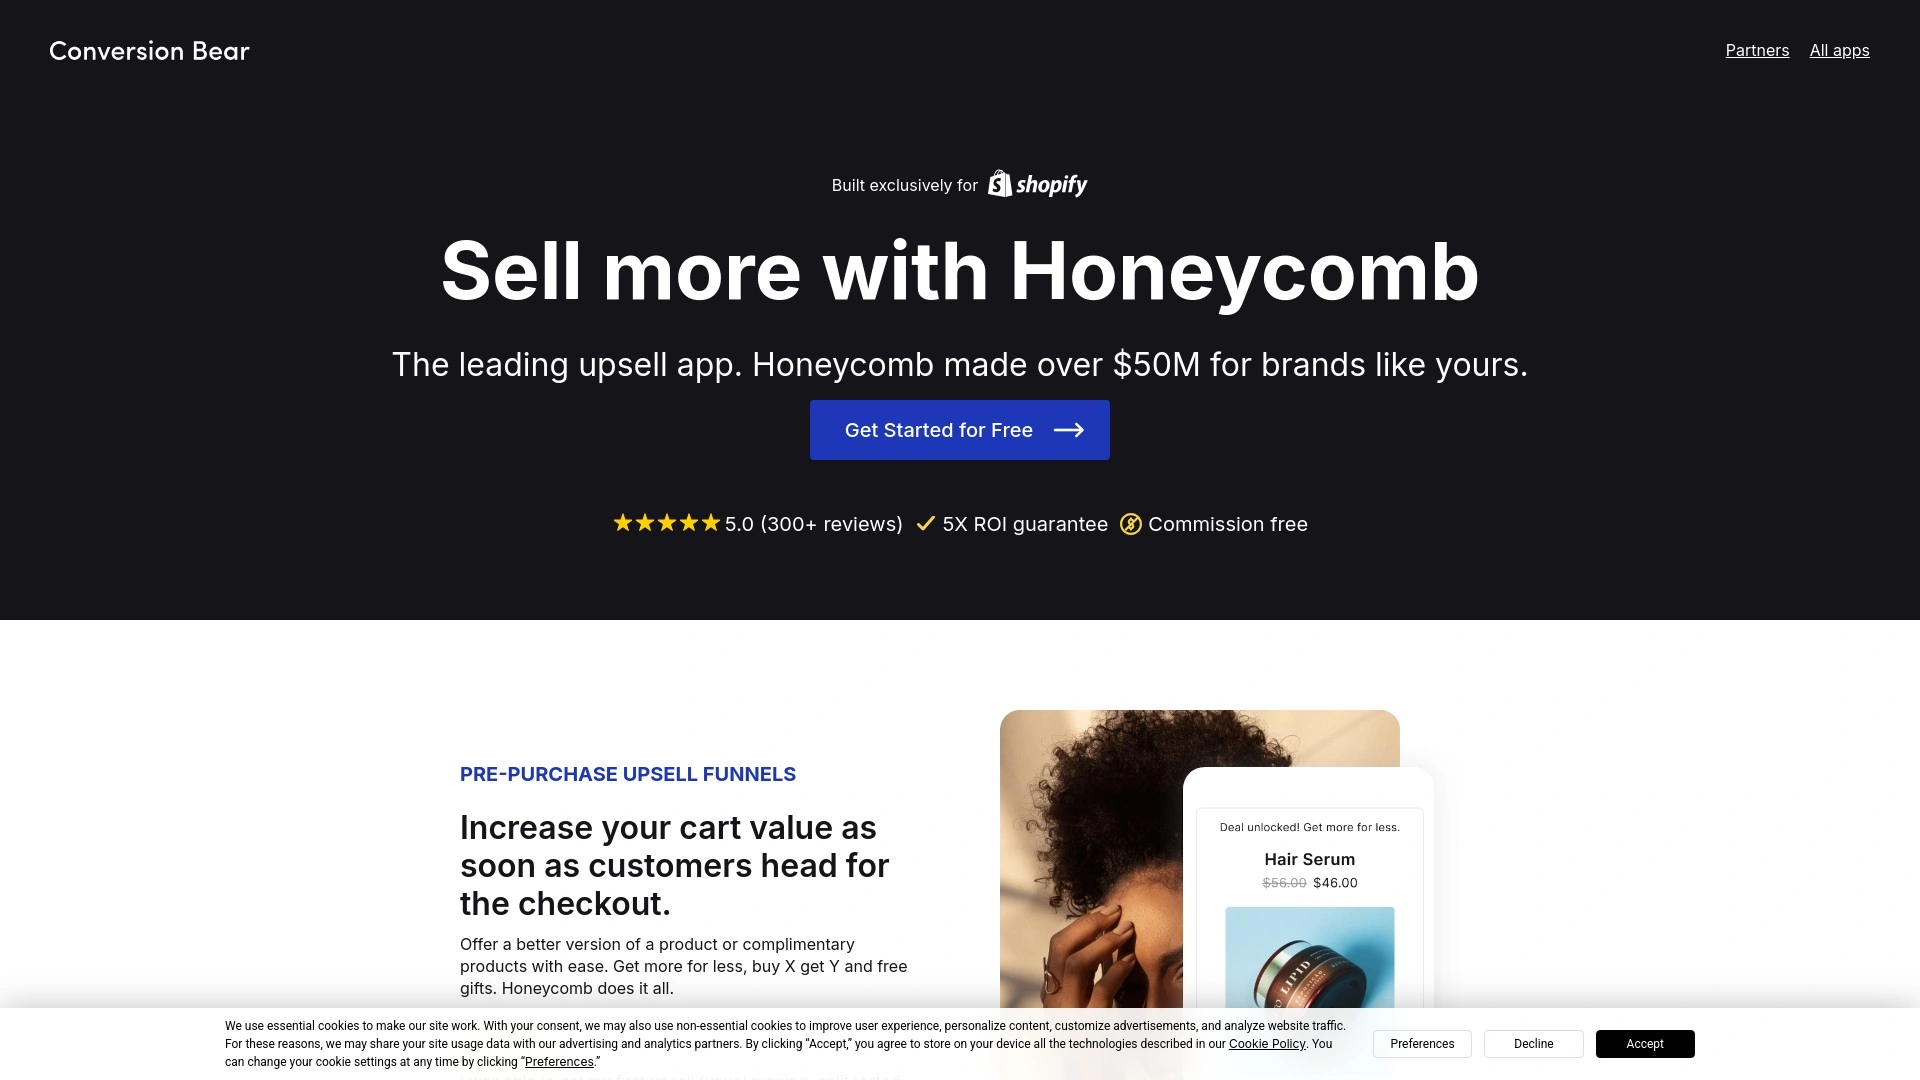 Conversion Bear
Partners
All apps
Built exclusively for shopify
Sell more with Honeycomb
The leading upsell app. Honeycomb made over $50M for brands like yours.
Get Started for Free
5.0 (300+ reviews)
5X ROI guarantee
Commission free
PRE-PURCHASE UPSELL FUNNELS
Increase your cart value as
soon as customers head for
the checkout.
Offer a better version of a product or complimentary
products with ease. Get more for less, buy X get Y and free
gifts. Honeycomb does it all.
Deal unlocked! Get more for less.
Hair Serum
$56.00 $46.00
LIPID
We use essential cookies to make our site work. With your consent, we may also use non-essential cookies to improve user experience, personalize content, customize advertisements, and analyze website traffic.
For these reasons, we may share your site usage data with our advertising and analytics partners. By clicking “Accept,” you agree to store on your device all the technologies described in our Cookie Policy. You
can change your cookie settings at any time by clicking “Preferences.”
Preferences
Decline
Accept